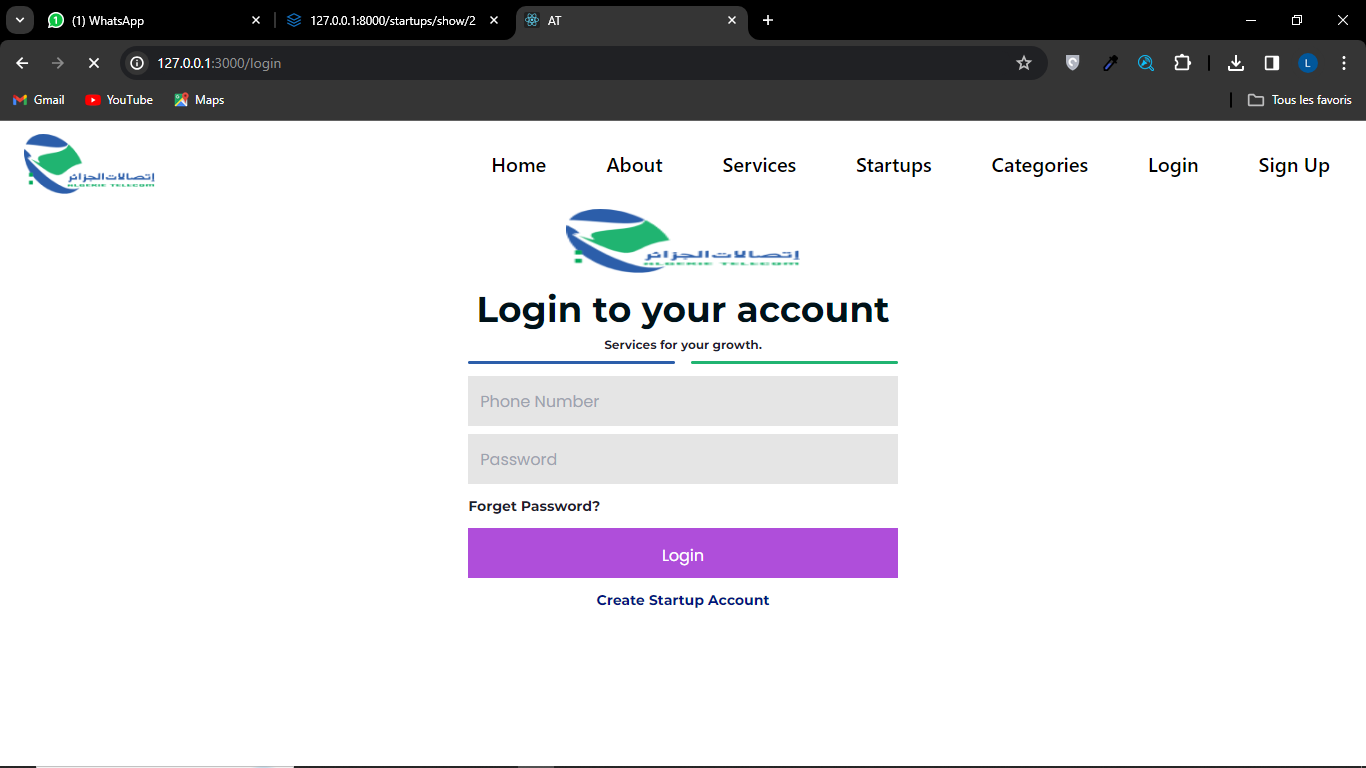 (1) WhatsApp
127.0.0.1:8000/startups/show/2
AT
127.0.0.1:3000/login
L
Gmail
YouTube
Maps
Tous les favoris
إتصالات الجزائر
ALGERIE TELECOM
Home
About
Services
Startups
Categories
Login
Sign Up
إتصالات الجزائر
ALGERIE TELECOM
Login to your account
Services for your growth.
Phone Number
Password
Forget Password?
Login
Create Startup Account